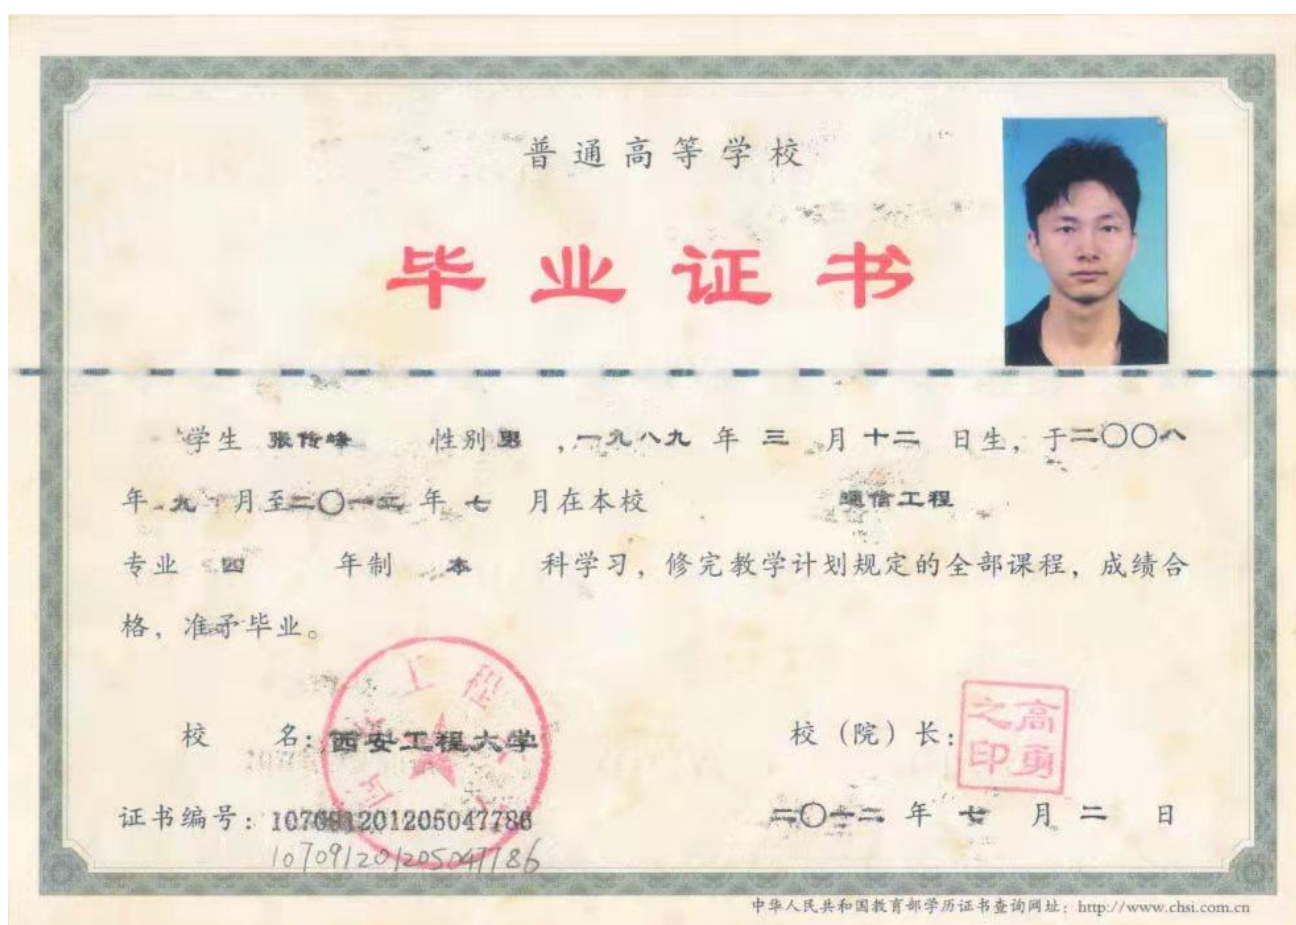 普通高等学校
毕业证书
学生 张传峰 性别 男 ,一九八九 年 三 月 十二 日生, 于二〇〇八
年 九 月至二〇一二 年 七 月在本校 通信工程
专业 四 年制 本 科学习, 修完教学计划规定的全部课程, 成绩合
格, 准予毕业。
校 名: 西安工程大学
校 (院) 长:
高勇之印
证书编号: 107091201205047786
二〇一二 年 七 月 二 日
107091201205047786
中华人民共和国教育部学历证书查询网址: http://www.chsi.com.cn